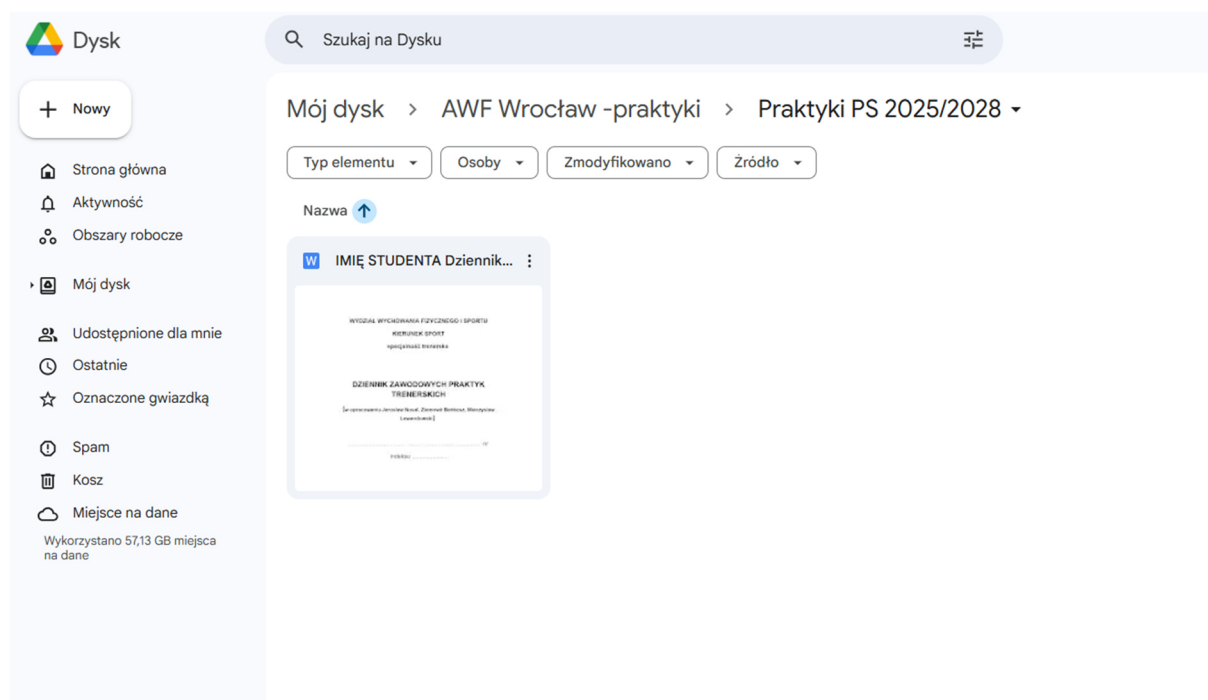 Dysk
Szukaj na Dysku
Nowy
Strona główna
Aktywność
Obszary robocze
Mój dysk
Udostępnione dla mnie
Ostatnie
Oznaczone gwiazdką
Spam
Kosz
Miejsce na dane
Wykorzystano 57,13 GB miejsca
na dane
Mój dysk > AWF Wrocław -praktyki > Praktyki PS 2025/2028
Typ elementu
Osoby
Zmodyfikowano
Źródło
Nazwa
W IMIĘ STUDENTA Dziennik...
WYDZIAŁ WYCHOWANIA FIZYCZNEGO I SPORTU
KIERUNEK SPORT
specjalność trenerska
DZIENNIK ZAWODOWYCH PRAKTYK
TRENERSKICH